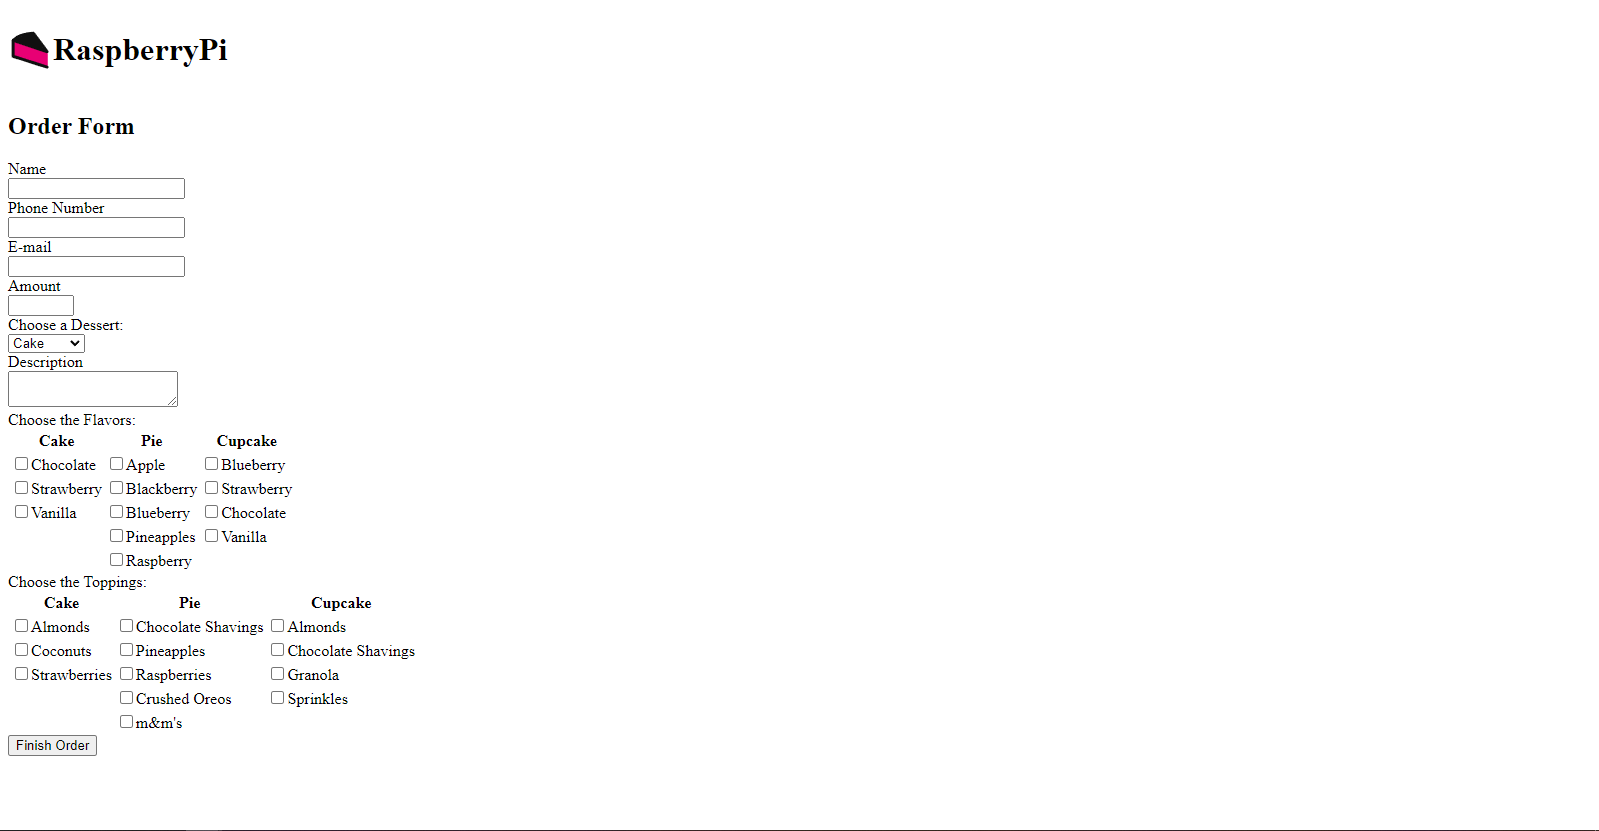 RaspberryPi
Order Form
Name
Phone Number
E-mail
Amount
Choose a Dessert:
Cake
Description
Choose the Flavors:
Cake Pie Cupcake
Chocolate Apple Blueberry
Strawberry Blackberry Strawberry
Vanilla Blueberry Chocolate
Pineapples Vanilla
Raspberry
Choose the Toppings:
Cake Pie Cupcake
Almonds Chocolate Shavings Almonds
Coconuts Pineapples Chocolate Shavings
Strawberries Raspberries Granola
Crushed Oreos Sprinkles
m&m's
Finish Order